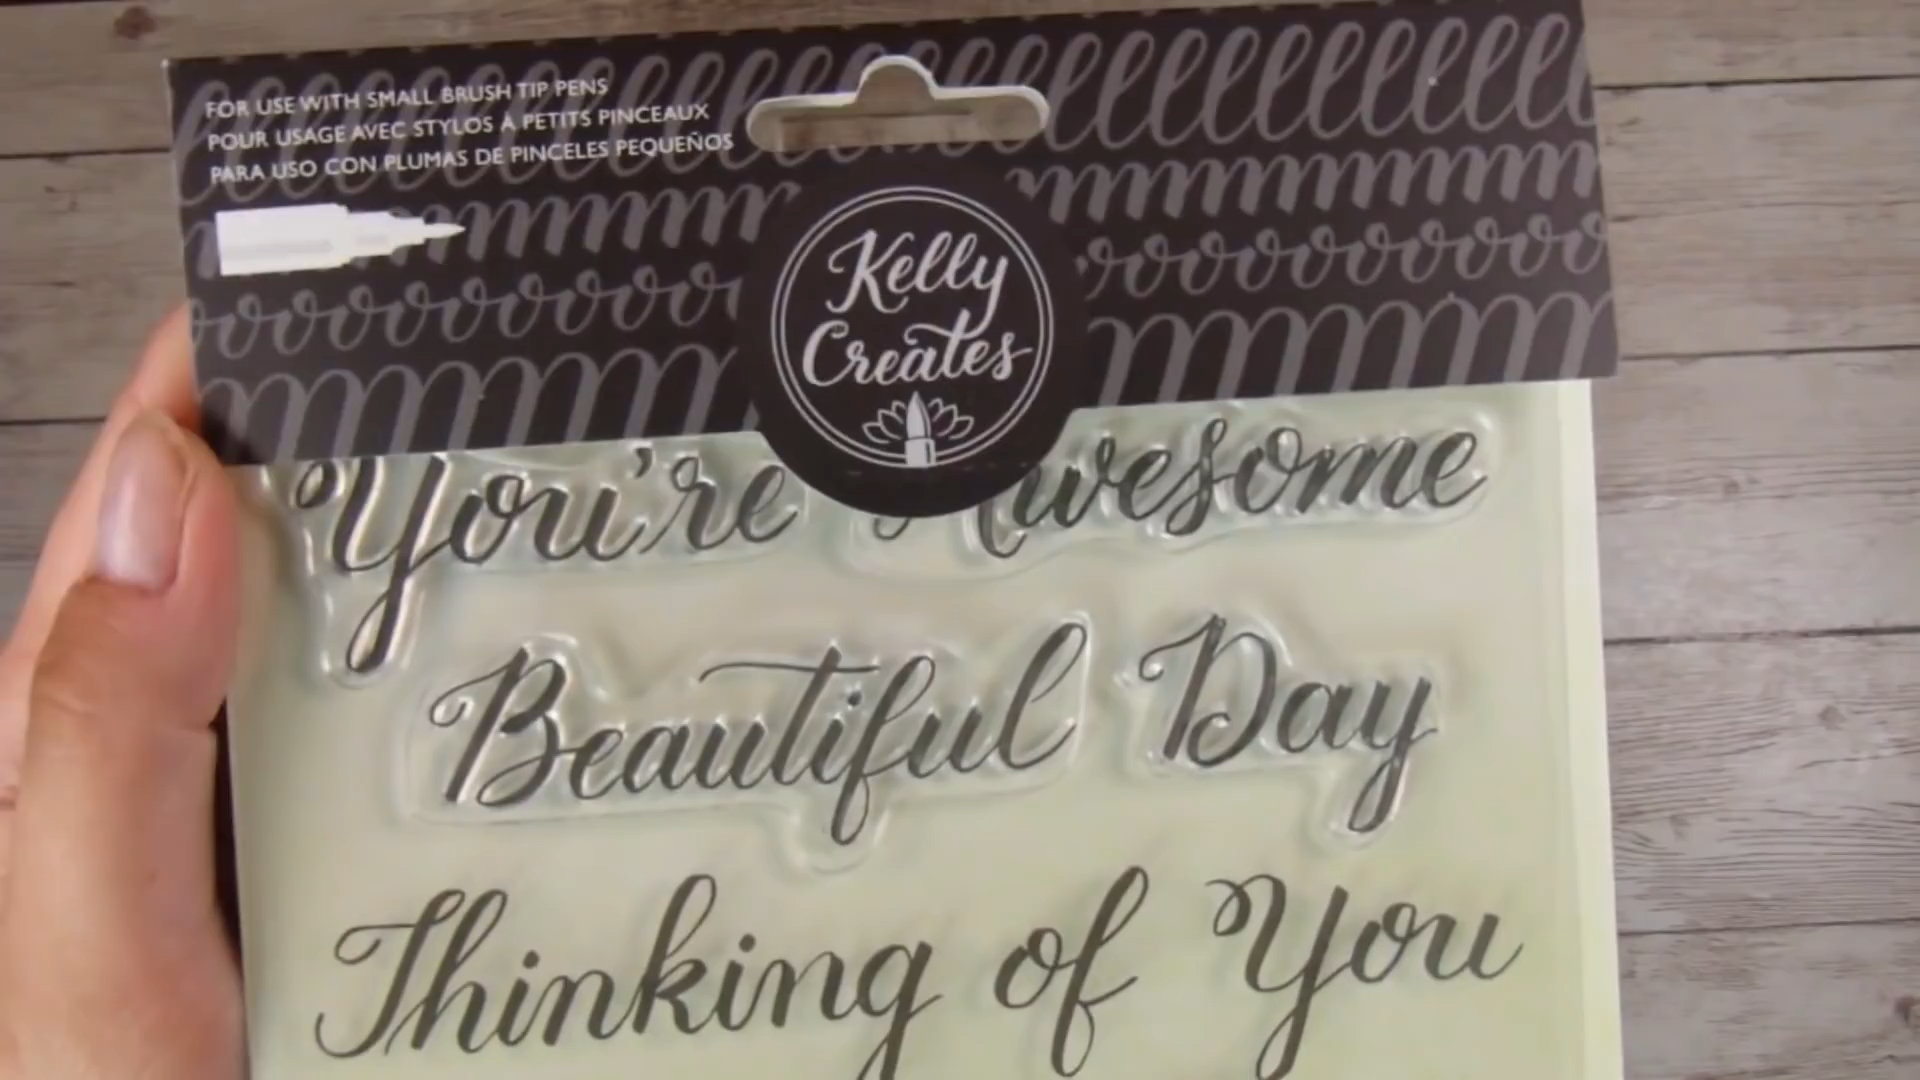 FOR USE WITH SMALL BRUSH TIP PENS
POUR USAGE AVEC STYLOS À PETITS PINCEAUX
PARA USO CON PLUMAS DE PINCELES PEQUEÑOS
Kelly
Creates
You're Awesome
Beautiful Day
Thinking of You